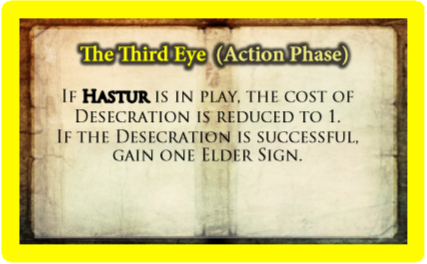 The Third Eye (Action Phase)
If Hastur is in play, the cost of
Desecration is reduced to 1.
If the Desecration is successful,
gain one Elder Sign.